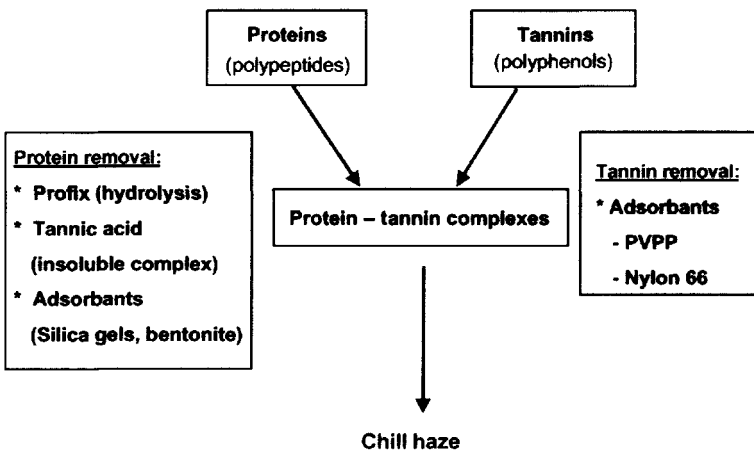 Proteins
(polypeptides)
Tannins
(polyphenols)
Protein removal:
* Profix (hydrolysis)
* Tannic acid
(insoluble complex)
* Adsorbants
(Silica gels, bentonite)
Protein – tannin complexes
Tannin removal:
* Adsorbants
- PVPP
- Nylon 66
Chill haze